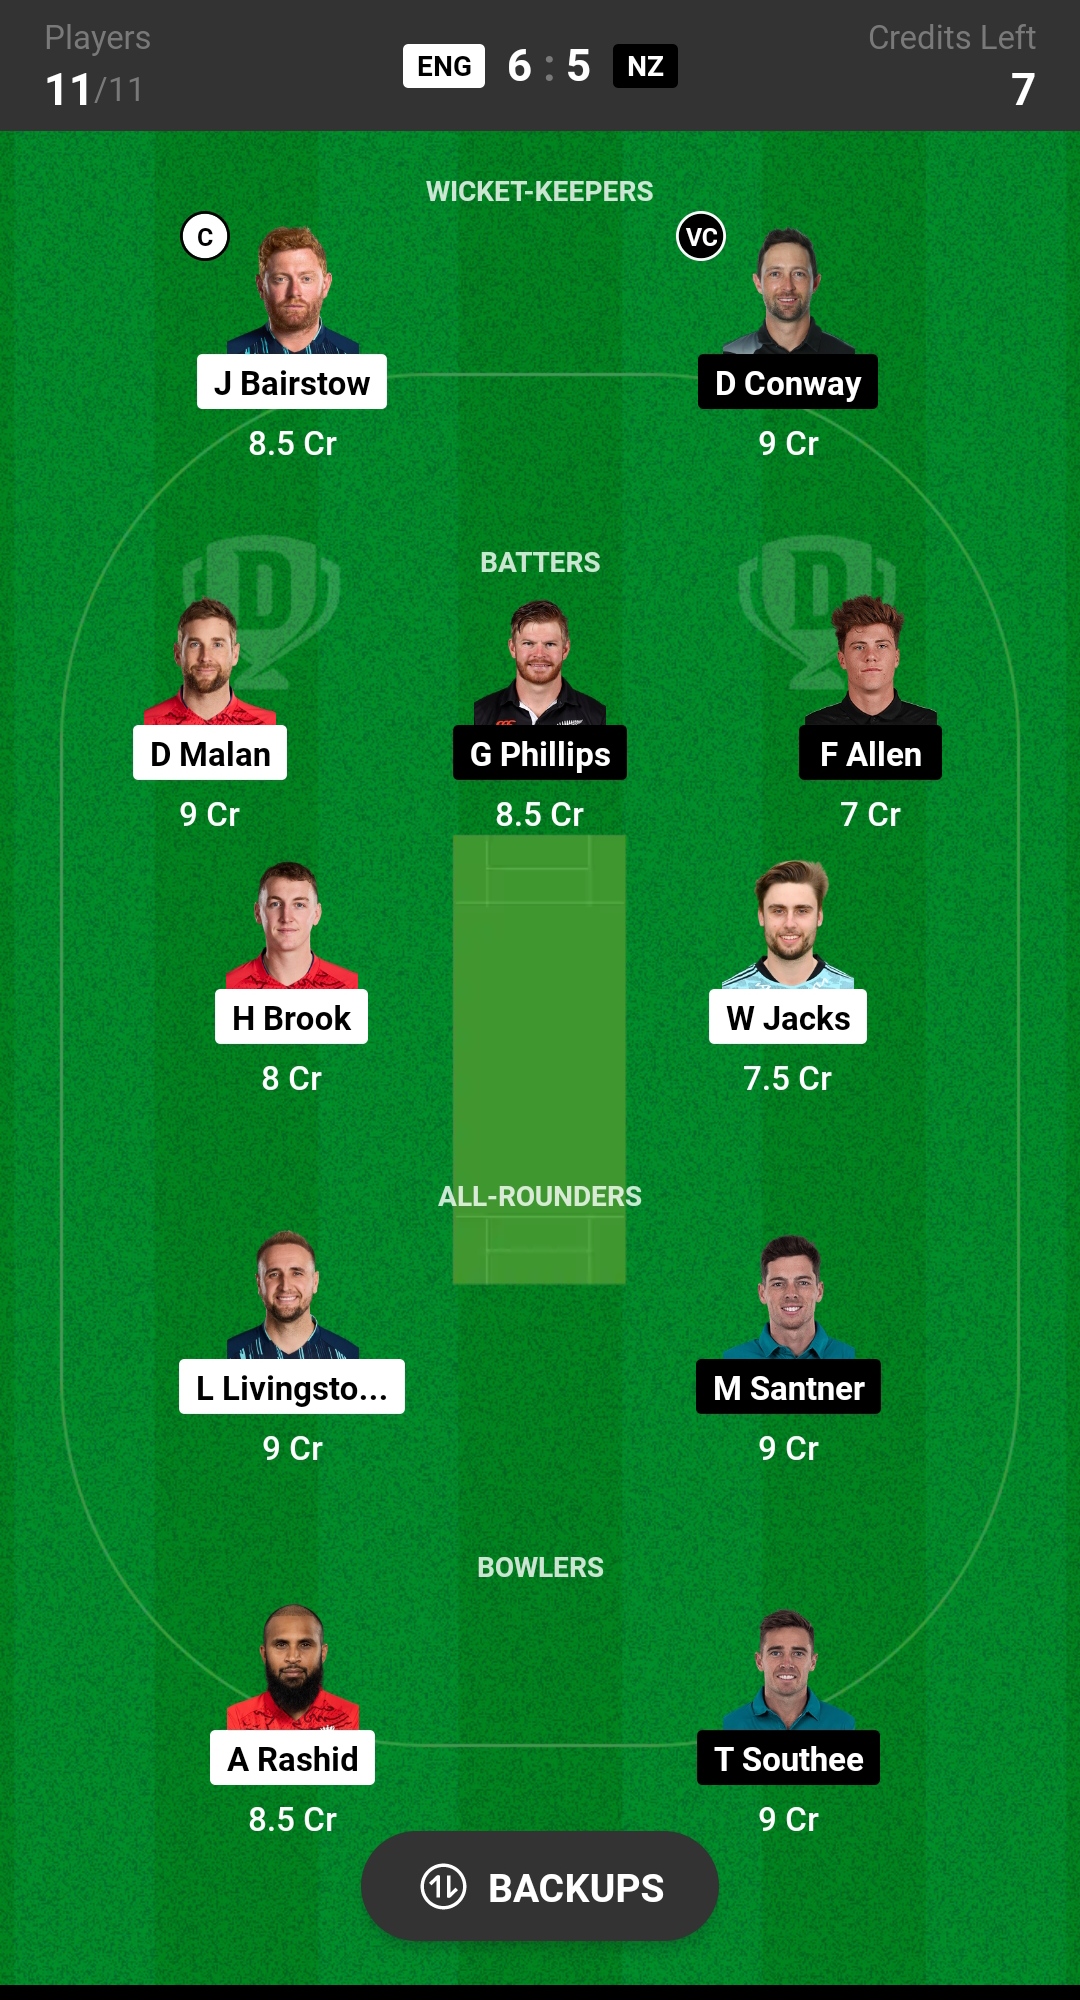 Players
Credits Left
11/11
ENG 6 : 5 NZ
7
WICKET-KEEPERS
C
VC
J Bairstow
D Conway
8.5 Cr
9 Cr
BATTERS
D
D
D Malan
G Phillips
F Allen
9 Cr
8.5 Cr
7 Cr
H Brook
W Jacks
8 Cr
7.5 Cr
ALL-ROUNDERS
L Livingsto...
M Santner
9 Cr
9 Cr
BOWLERS
A Rashid
T Southee
8.5 Cr
9 Cr
BACKUPS